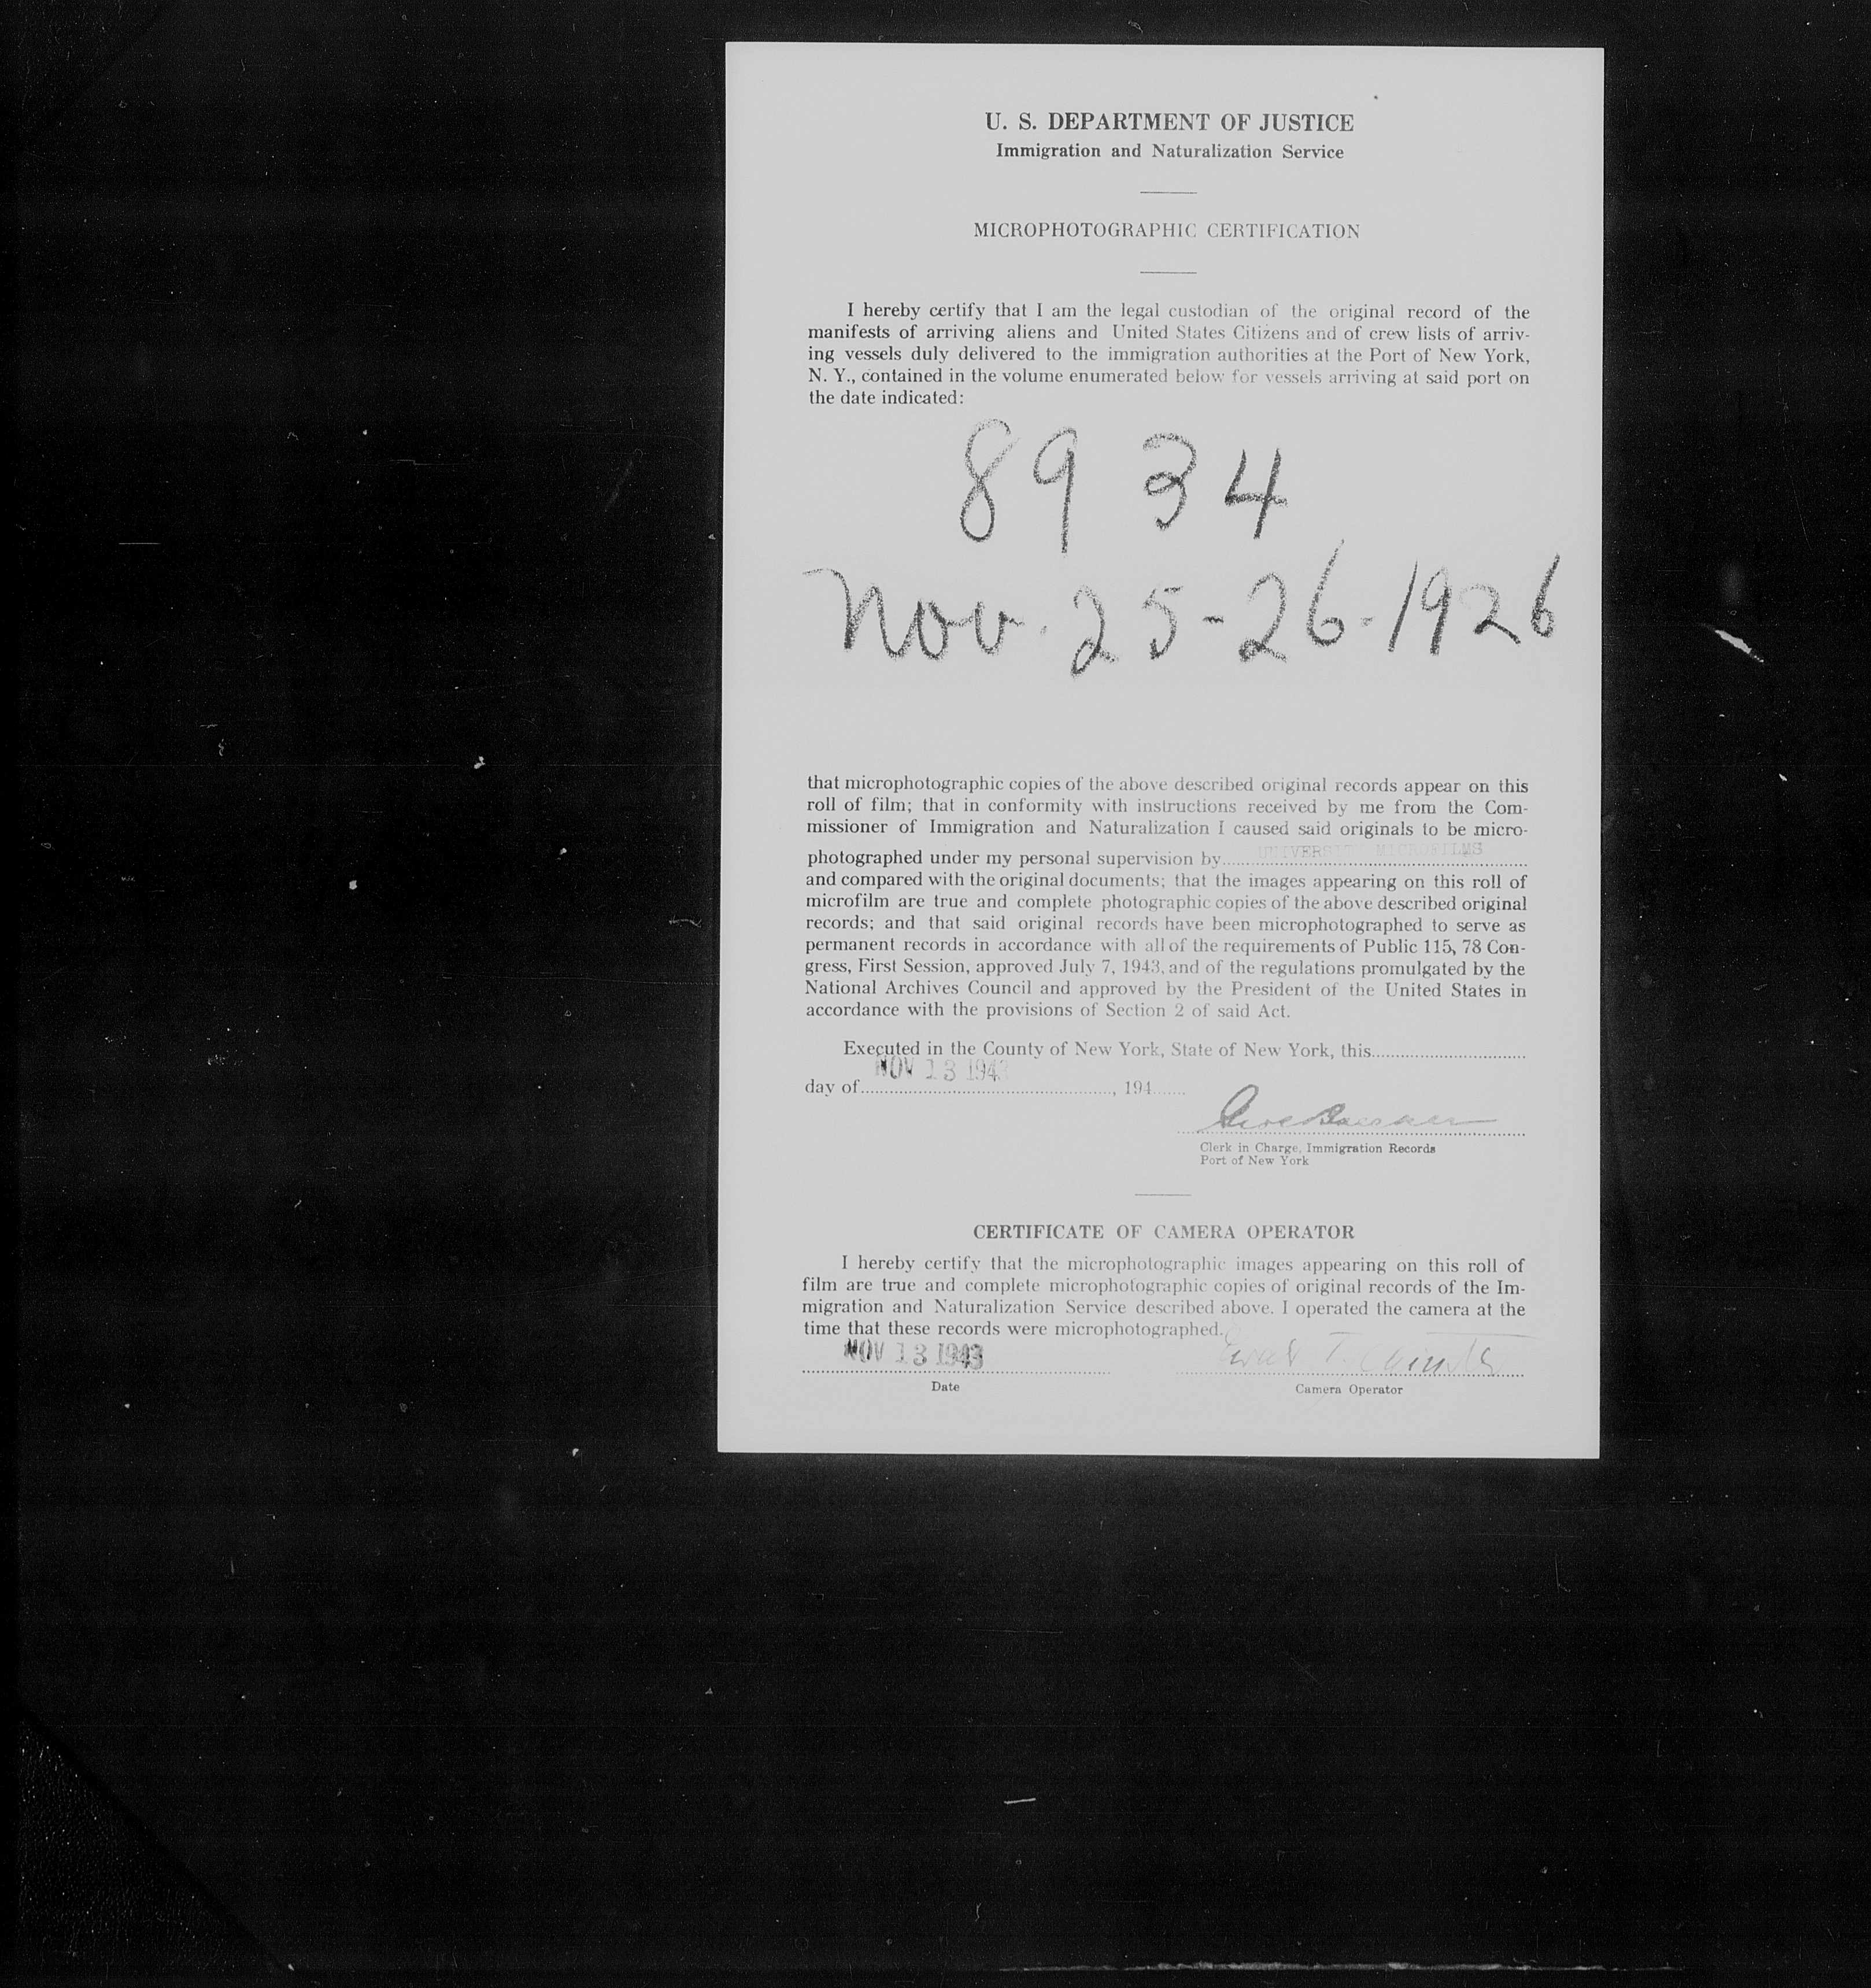 U. S. DEPARTMENT OF JUSTICE
Immigration and Naturalization Service
MICROPHOTOGRAPHIC CERTIFICATION
I hereby certify that I am the legal custodian of the original record of the
manifests of arriving aliens and United States Citizens and of crew lists of arriv-
ing vessels duly delivered to the immigration authorities at the Port of New York,
N. Y., contained in the volume enumerated below for vessels arriving at said port on
the date indicated:
8934
Nov. 25-26-1926
that microphotographic copies of the above described original records appear on this
roll of film; that in conformity with instructions received by me from the Com-
missioner of Immigration and Naturalization I caused said originals to be micro-
photographed under my personal supervision by UNIVERSITY MICROFILMS
and compared with the original documents; that the images appearing on this roll of
microfilm are true and complete photographic copies of the above described original
records; and that said original records have been microphotographed to serve as
permanent records in accordance with all of the requirements of Public 115, 78 Con-
gress, First Session, approved July 7, 1943, and of the regulations promulgated by the
National Archives Council and approved by the President of the United States in
accordance with the provisions of Section 2 of said Act.
Executed in the County of New York, State of New York, this
NOV 13 1943
day of, 194
Clerk in Charge, Immigration Records
Port of New York
CERTIFICATE OF CAMERA OPERATOR
I hereby certify that the microphotographic images appearing on this roll of
film are true and complete microphotographic copies of original records of the Im-
migration and Naturalization Service described above. I operated the camera at the
time that these records were microphotographed.
NOV 13 1943
Date
Camera Operator